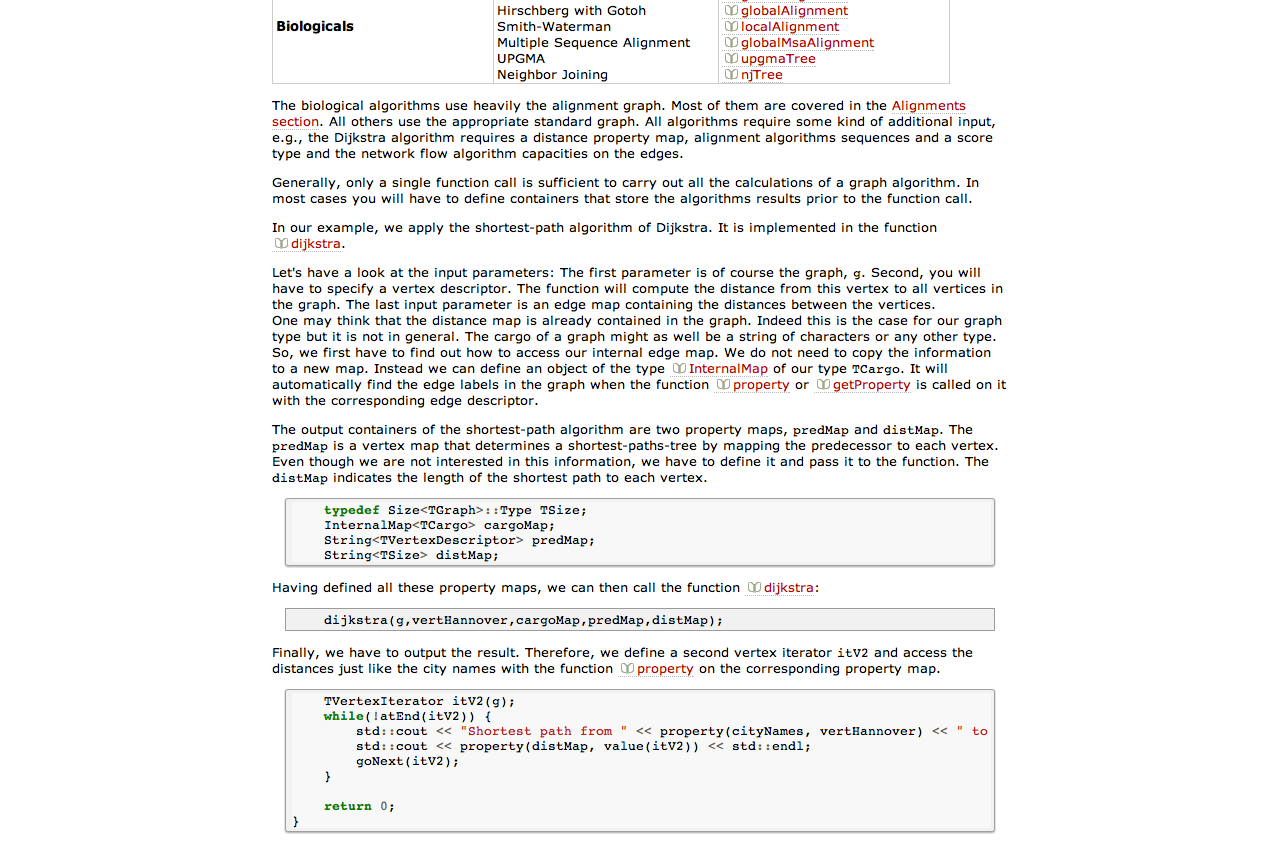 Hirschberg with Gotoh globalAlignment
Biologicals Smith-Waterman localAlignment
Multiple Sequence Alignment globalMsaAlignment
UPGMA upgmaTree
Neighbor Joining njTree
The biological algorithms use heavily the alignment graph. Most of them are covered in the Alignments
section. All others use the appropriate standard graph. All algorithms require some kind of additional input,
e.g., the Dijkstra algorithm requires a distance property map, alignment algorithms sequences and a score
type and the network flow algorithm capacities on the edges.
Generally, only a single function call is sufficient to carry out all the calculations of a graph algorithm. In
most cases you will have to define containers that store the algorithms results prior to the function call.
In our example, we apply the shortest-path algorithm of Dijkstra. It is implemented in the function
dijkstra.
Let's have a look at the input parameters: The first parameter is of course the graph, g. Second, you will
have to specify a vertex descriptor. The function will compute the distance from this vertex to all vertices in
the graph. The last input parameter is an edge map containing the distances between the vertices.
One may think that the distance map is already contained in the graph. Indeed this is the case for our graph
type but it is not in general. The cargo of a graph might as well be a string of characters or any other type.
So, we first have to find out how to access our internal edge map. We do not need to copy the information
to a new map. Instead we can define an object of the type InternalMap of our type TCargo. It will
automatically find the edge labels in the graph when the function property or getProperty is called on it
with the corresponding edge descriptor.
The output containers of the shortest-path algorithm are two property maps, predMap and distMap. The
predMap is a vertex map that determines a shortest-paths-tree by mapping the predecessor to each vertex.
Even though we are not interested in this information, we have to define it and pass it to the function. The
distMap indicates the length of the shortest path to each vertex.
typedef Size<TGraph>::Type TSize;
InternalMap<TCargo> cargoMap;
String<TVertexDescriptor> predMap;
String<TSize> distMap;
Having defined all these property maps, we can then call the function dijkstra:
dijkstra(g,vertHannover,cargoMap,predMap,distMap);
Finally, we have to output the result. Therefore, we define a second vertex iterator itV2 and access the
distances just like the city names with the function property on the corresponding property map.
TVertexIterator itV2(g);
while(!atEnd(itV2)) {
std::cout << "Shortest path from " << property(cityNames, vertHannover) << " to
std::cout << property(distMap, value(itV2)) << std::endl;
goNext(itV2);
}
return 0;
}